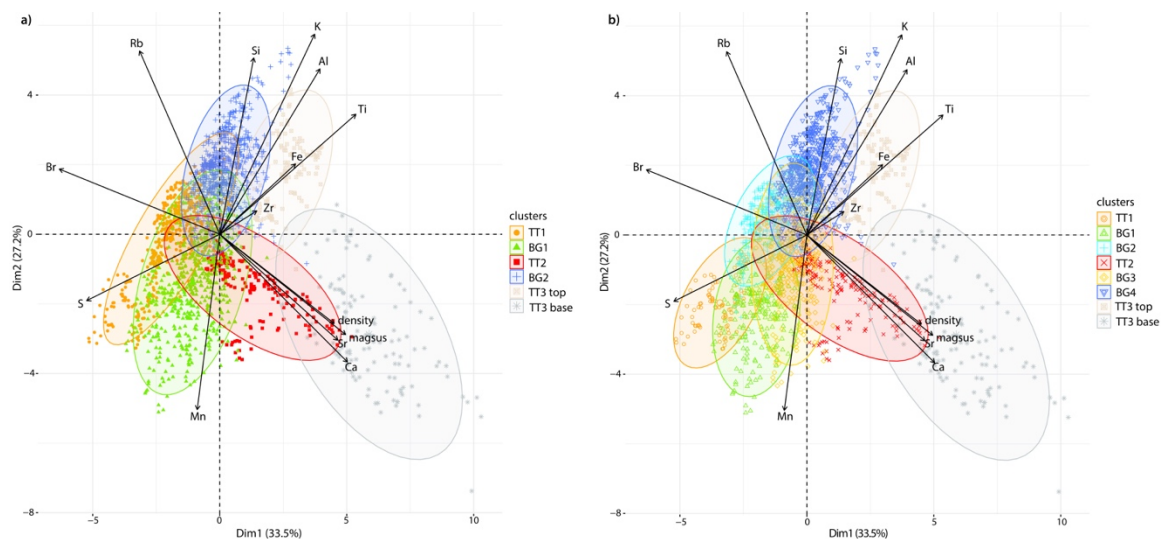 a)
K
Rb
Si
Al
Ti
Br
Fe
Zr
S
density
magsus
Sr
Ca
Mn
4
0
−4
−8
−5
0
5
10
Dim2 (27.2%)
Dim1 (33.5%)
clusters
TT1
BG1
TT2
BG2
TT3 top
TT3 base
b)
K
Rb
Si
Al
Ti
Br
Fe
Zr
S
density
magsus
Sr
Ca
Mn
4
0
−4
−8
−5
0
5
10
Dim2 (27.2%)
Dim1 (33.5%)
clusters
TT1
BG1
BG2
TT2
BG3
BG4
TT3 top
TT3 base